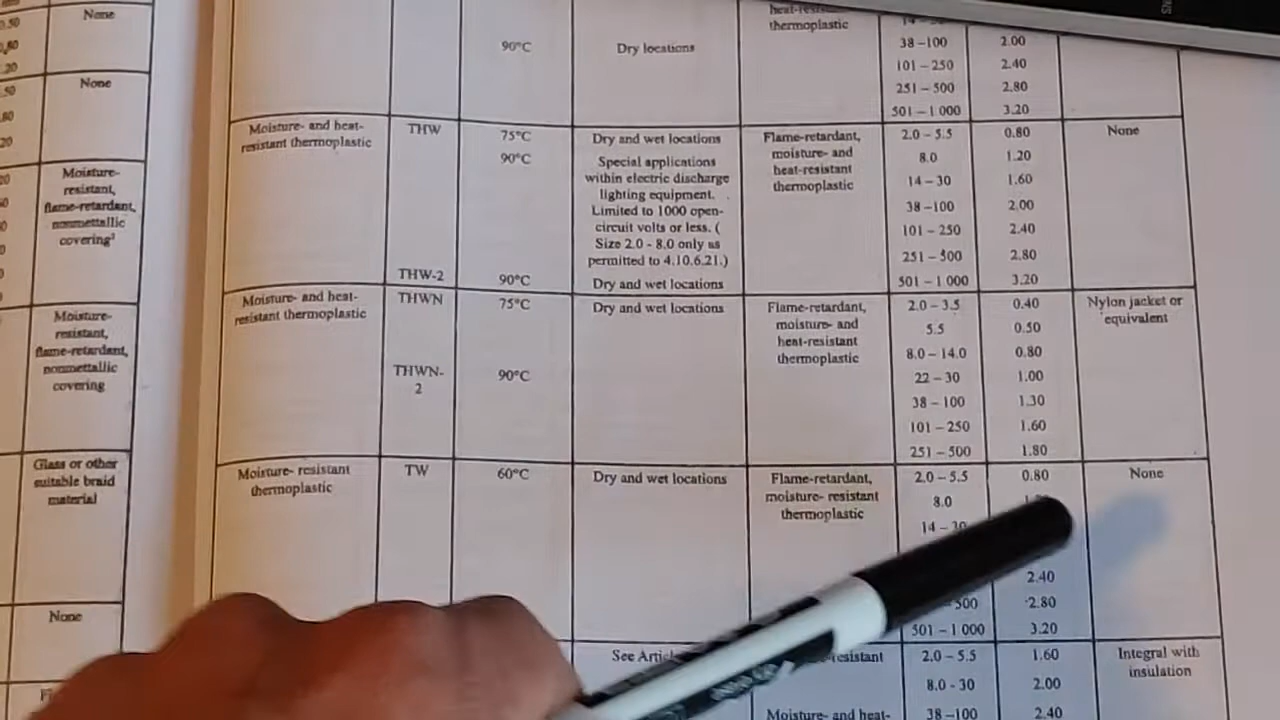 None
None
Moisture-
resistant,
flame-retardant,
nonmettallic
covering²
Moisture-
resistant,
flame-retardant,
nonmettallic
covering
Glass or other
suitable braid
material
None
90°C
Dry locations
thermoplastic
38 –100 2.00
101 – 250 2.40
251 – 500 2.80
501 – 1 000 3.20
Moisture- and heat-
resistant thermoplastic
THW
75°C
90°C
Dry and wet locations
Special applications
within electric discharge
lighting equipment.
Limited to 1000 open-
circuit volts or less. (
Size 2.0 - 8.0 only as
permitted to 4.10.6.21.)
THW-2
90°C
Dry and wet locations
Flame-retardant,
moisture- and
heat-resistant
thermoplastic
2.0 – 5.5 0.80
8.0 1.20
14 – 30 1.60
38 –100 2.00
101 – 250 2.40
251 – 500 2.80
501 – 1 000 3.20
None
Moisture- and heat-
resistant thermoplastic
THWN
75°C
THWN-
2
90°C
Dry and wet locations
Flame-retardant,
moisture- and
heat-resistant
thermoplastic
2.0 – 3.5 0.40
5.5 0.50
8.0 – 14.0 0.80
22 – 30 1.00
38 – 100 1.30
101 – 250 1.60
251 – 500 1.80
Nylon jacket or
equivalent
Moisture- resistant
thermoplastic
TW
60°C
Dry and wet locations
Flame-retardant,
moisture- resistant
thermoplastic
2.0 – 5.5 0.80
8.0
14 – 30
2.40
500 2.80
501 – 1 000 3.20
None
See
2.0 – 5.5 1.60
8.0 - 30 2.00
Moisture- and heat-
38 –100 2.40
Integral with
insulation